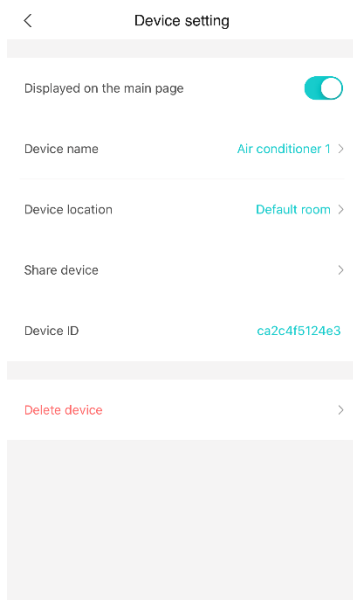 Device setting
Displayed on the main page
Device name Air conditioner 1
Device location Default room
Share device
Device ID ca2c4f5124e3
Delete device